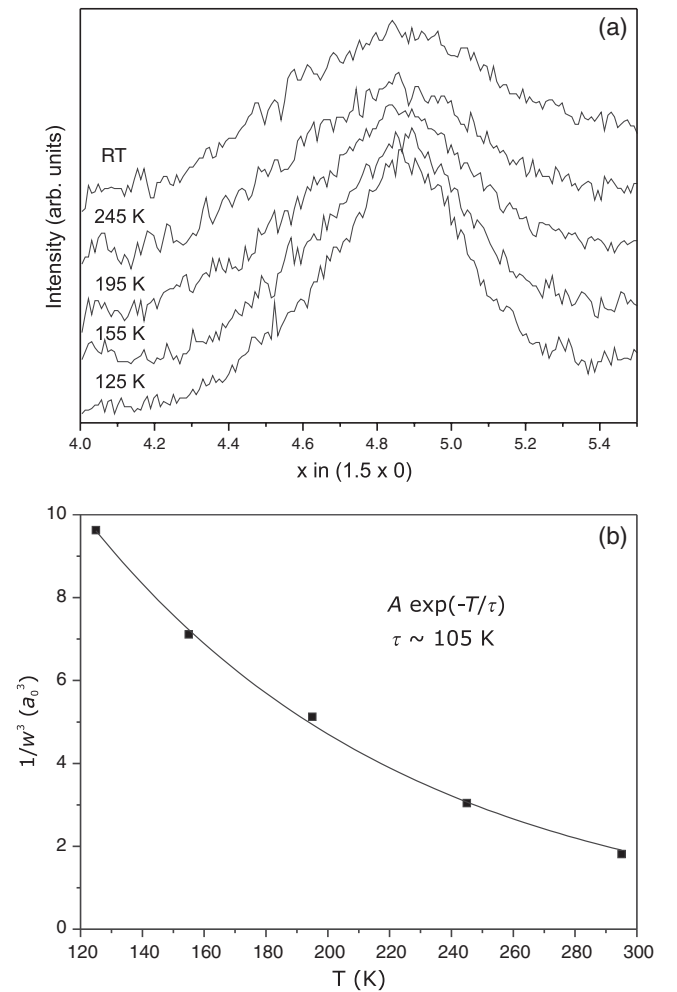 (a)
Intensity (arb. units)
RT
245 K
195 K
155 K
125 K
4.0 4.2 4.4 4.6 4.8 5.0 5.2 5.4
x in (1.5 x 0)
(b)
10
8
6
4
2
0
1/w³ (a₀³)
A exp(-T/τ)
τ ~ 105 K
120 140 160 180 200 220 240 260 280 300
T (K)